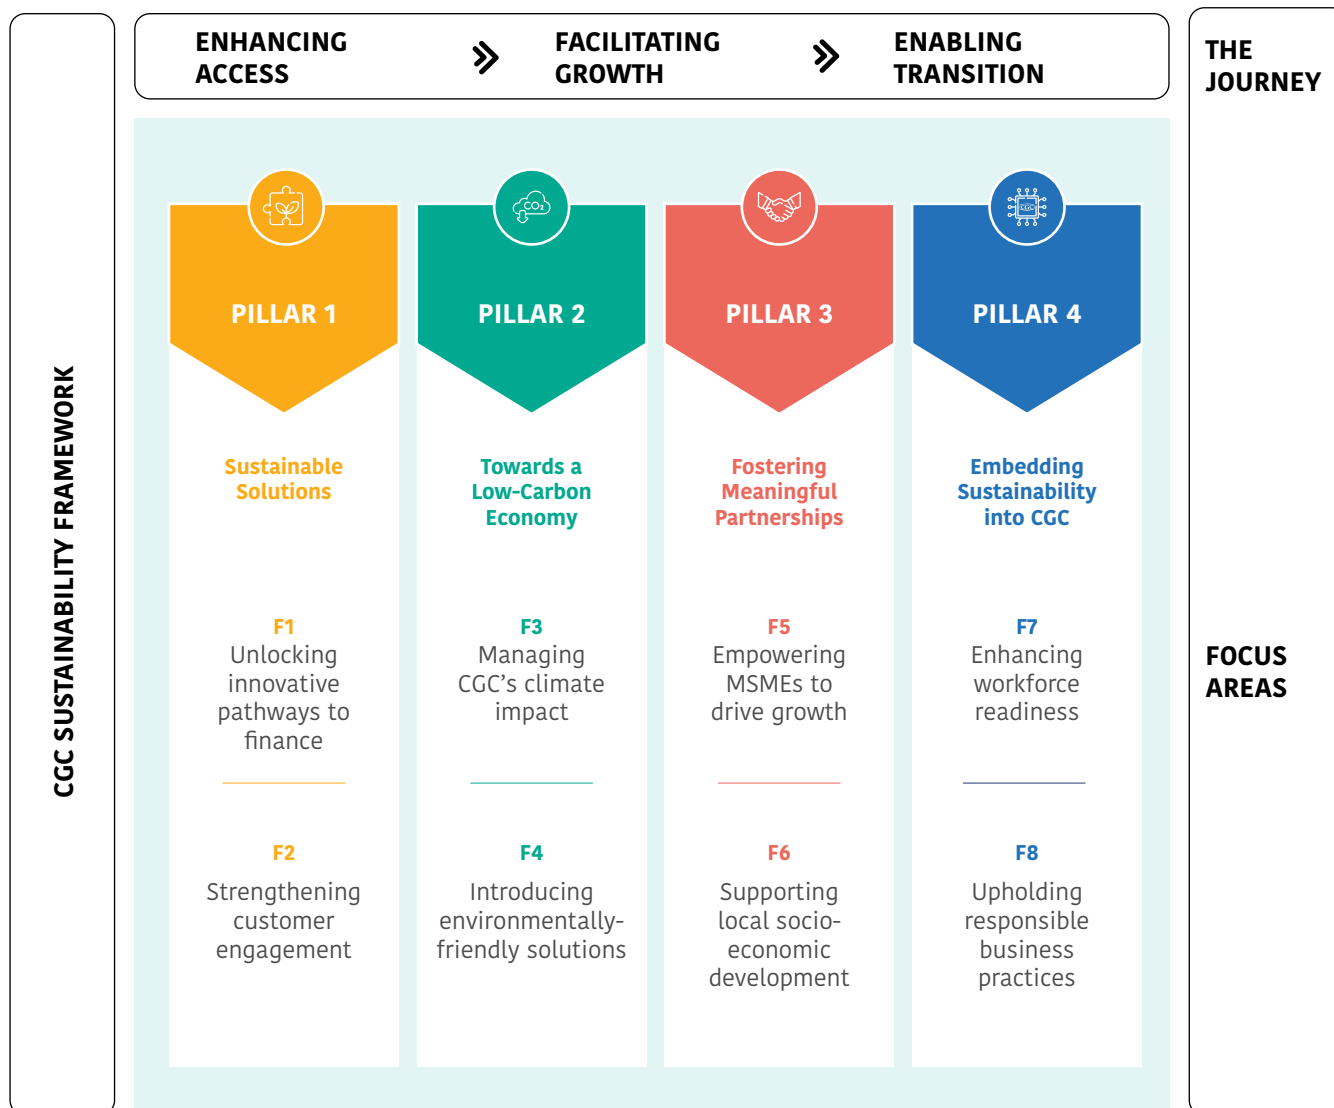 ENHANCING
ACCESS
FACILITATING
GROWTH
ENABLING
TRANSITION
THE
JOURNEY
CGC SUSTAINABILITY FRAMEWORK
PILLAR 1
Sustainable
Solutions
F1
Unlocking
innovative
pathways to
finance
F2
Strengthening
customer
engagement
CO2
PILLAR 2
Towards a
Low-Carbon
Economy
F3
Managing
CGC’s climate
impact
F4
Introducing
environmentally-
friendly solutions
PILLAR 3
Fostering
Meaningful
Partnerships
F5
Empowering
MSMEs to
drive growth
F6
Supporting
local socio-
economic
development
CGC
PILLAR 4
Embedding
Sustainability
into CGC
F7
Enhancing
workforce
readiness
F8
Upholding
responsible
business
practices
FOCUS
AREAS